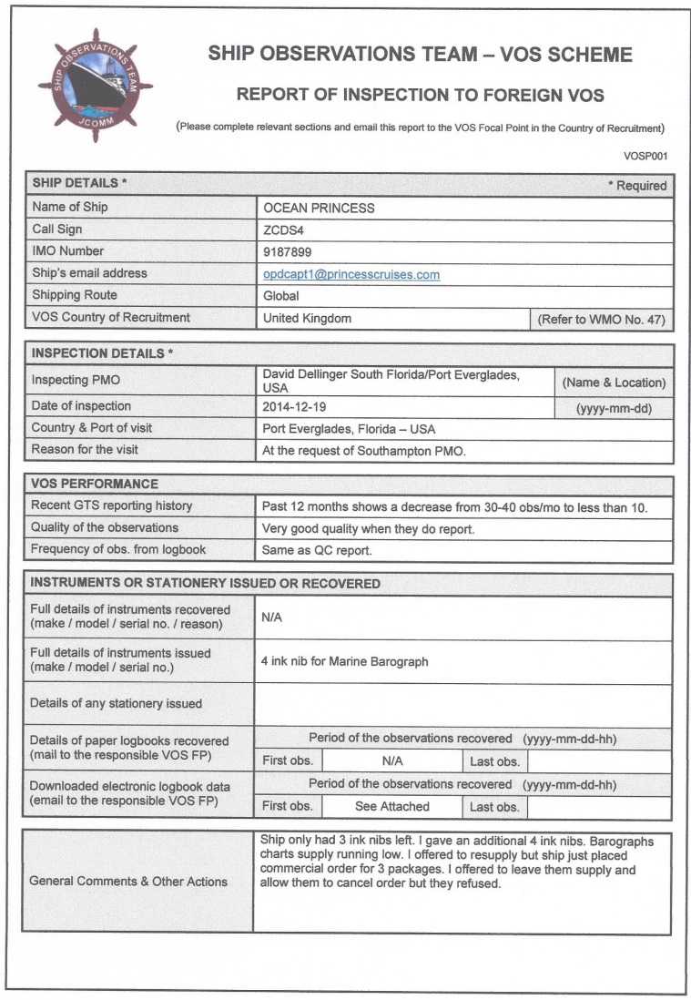 SHIP OBSERVATIONS TEAM
JCOMM
SHIP OBSERVATIONS TEAM – VOS SCHEME
REPORT OF INSPECTION TO FOREIGN VOS
(Please complete relevant sections and email this report to the VOS Focal Point in the Country of Recruitment)
VOSP001
SHIP DETAILS * * Required
Name of Ship OCEAN PRINCESS
Call Sign ZCDS4
IMO Number 9187899
Ship's email address opdcapt1@princesscruises.com
Shipping Route Global
VOS Country of Recruitment United Kingdom (Refer to WMO No. 47)
INSPECTION DETAILS *
Inspecting PMO David Dellinger South Florida/Port Everglades,
USA (Name & Location)
Date of inspection 2014-12-19 (yyyy-mm-dd)
Country & Port of visit Port Everglades, Florida – USA
Reason for the visit At the request of Southampton PMO.
VOS PERFORMANCE
Recent GTS reporting history Past 12 months shows a decrease from 30-40 obs/mo to less than 10.
Quality of the observations Very good quality when they do report.
Frequency of obs. from logbook Same as QC report.
INSTRUMENTS OR STATIONERY ISSUED OR RECOVERED
Full details of instruments recovered
(make / model / serial no. / reason) N/A
Full details of instruments issued
(make / model / serial no.) 4 ink nib for Marine Barograph
Details of any stationery issued
Details of paper logbooks recovered
(mail to the responsible VOS FP)
Period of the observations recovered (yyyy-mm-dd-hh)
First obs. N/A Last obs.
Downloaded electronic logbook data
(email to the responsible VOS FP)
Period of the observations recovered (yyyy-mm-dd-hh)
First obs. See Attached Last obs.
General Comments & Other Actions
Ship only had 3 ink nibs left. I gave an additional 4 ink nibs. Barographs
charts supply running low. I offered to resupply but ship just placed
commercial order for 3 packages. I offered to leave them supply and
allow them to cancel order but they refused.